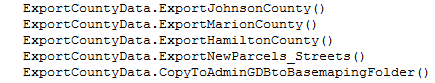 ExportCountyData.ExportJohnsonCounty()
ExportCountyData.ExportMarionCounty()
ExportCountyData.ExportHamiltonCounty()
ExportCountyData.ExportNewParcels_Streets()
ExportCountyData.CopyToAdminGDBtoBasemapingFolder()